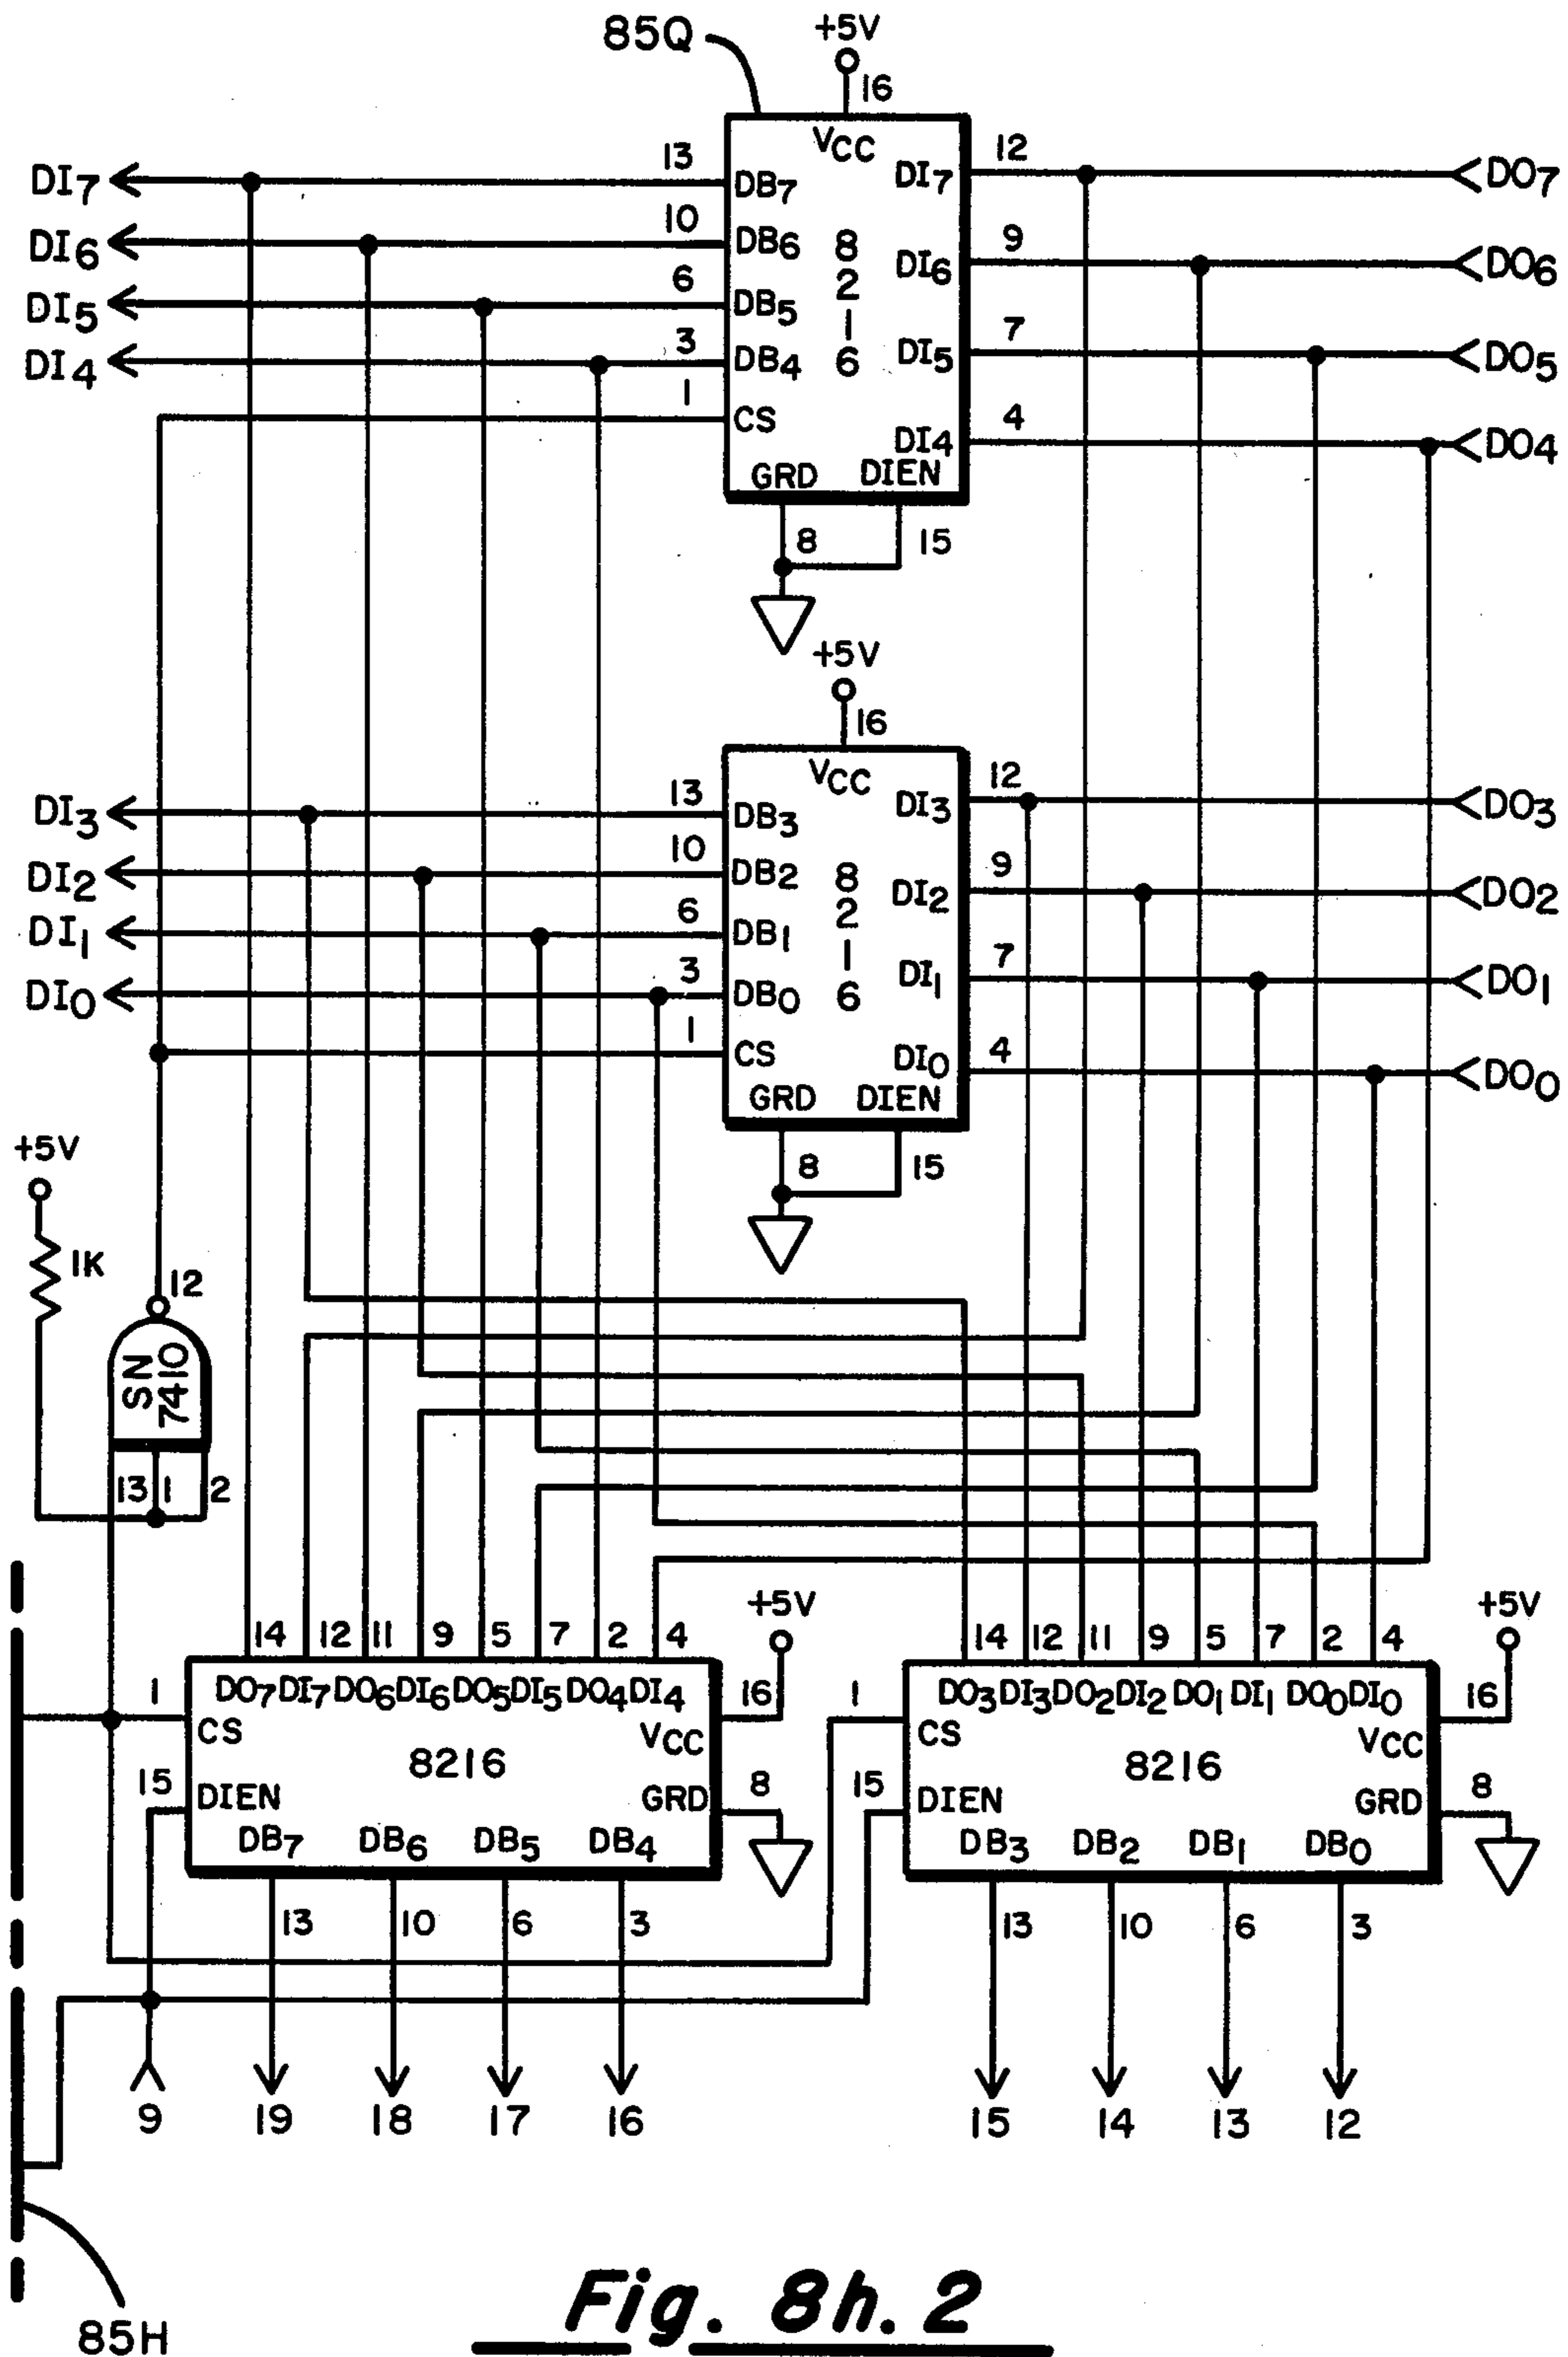 85Q
+5V
16
VCC
13 12
DI7 DB7 DI7 DO7
10 9
DI6 DB6 8 DI6 DO6
6 2 7
DI5 DB5 1 DI5 DO5
3 6 4
DI4 DB4 DI4 DO4
1
CS
GRD DIEN
8 15
+5V
16
VCC
13 12
DI3 DB3 DI3 DO3
10 9
DI2 DB2 8 DI2 DO2
6 2 7
DI1 DB1 1 DI1 DO1
3 6 4
DI0 DB0 DI0 DO0
1
CS
GRD DIEN
8 15
+5V
1K
12
SN
7410
13 1 2
+5V +5V
14 12 11 9 5 7 2 4 14 12 11 9 5 7 2 4
1 DO7 DI7 DO6 DI6 DO5 DI5 DO4 DI4 16 1 DO3 DI3 DO2 DI2 DO1 DI1 DO0 DI0 16
CS VCC CS VCC
8216 8216
15 DIEN GRD 8 15 DIEN GRD 8
DB7 DB6 DB5 DB4 DB3 DB2 DB1 DB0
13 10 6 3 13 10 6 3
9 19 18 17 16 15 14 13 12
85H
Fig. 8h.2